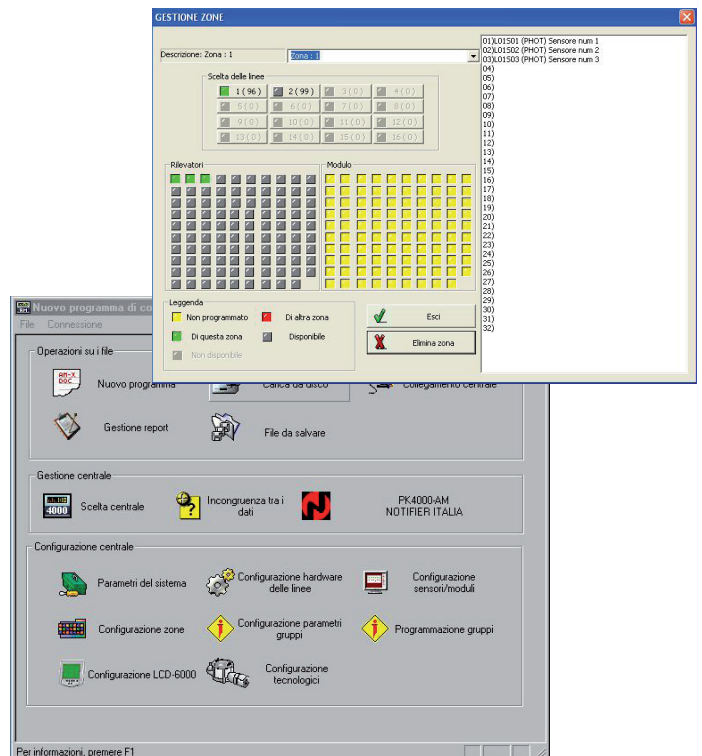 GESTIONE ZONE
Descrizione: Zona : 1
Zona : 1
Scelta delle linee
1 ( 96 )
2 ( 99 )
3 ( 0 )
4 ( 0 )
5 ( 0 )
6 ( 0 )
7 ( 0 )
8 ( 0 )
9 ( 0 )
10 ( 0 )
11 ( 0 )
12 ( 0 )
13 ( 0 )
14 ( 0 )
15 ( 0 )
16 ( 0 )
Rilevatori
Modulo
Leggenda
Non programmato
Di altra zona
Di questa zona
Disponibile
Non disponibile
Esci
Elimina zona
01)L01S01 (PHOT) Sensore num 1
02)L01S02 (PHOT) Sensore num 2
03)L01S03 (PHOT) Sensore num 3
04)
05)
06)
07)
08)
09)
10)
11)
12)
13)
14)
15)
16)
17)
18)
19)
20)
21)
22)
23)
24)
25)
26)
27)
28)
29)
30)
31)
32)
Nuovo programma di co
File Connessione
Operazioni su i file
AM-X
DOC
Nuovo programma
Carica da disco
Collegamento centrale
Gestione report
File da salvare
Gestione centrale
4000
Scelta centrale
Incongruenza tra i
dati
PK4000-AM
NOTIFIER ITALIA
Configurazione centrale
Parametri del sistema
Configurazione hardware
delle linee
Configurazione
sensori/moduli
Configurazione zone
Configurazione parametri
gruppi
Programmazione gruppi
Configurazione LCD-6000
Configurazione
tecnologici
Per informazioni, premere F1